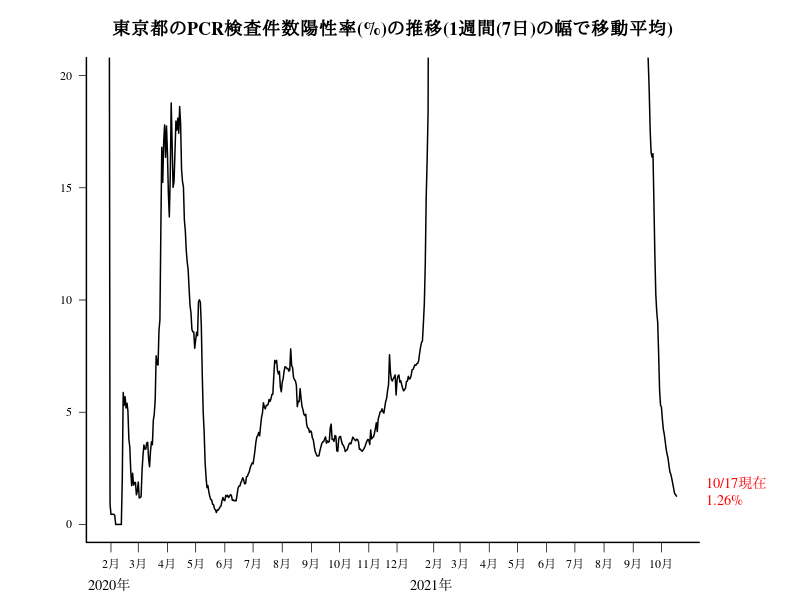 東京都のPCR検査件数陽性率(%)の推移(1週間(7日)の幅で移動平均)
20
15
10
5
0
10/17現在
1.26%
2月 3月 4月 5月 6月 7月 8月 9月 10月 11月 12月 2月 3月 4月 5月 6月 7月 8月 9月 10月
2020年 2021年